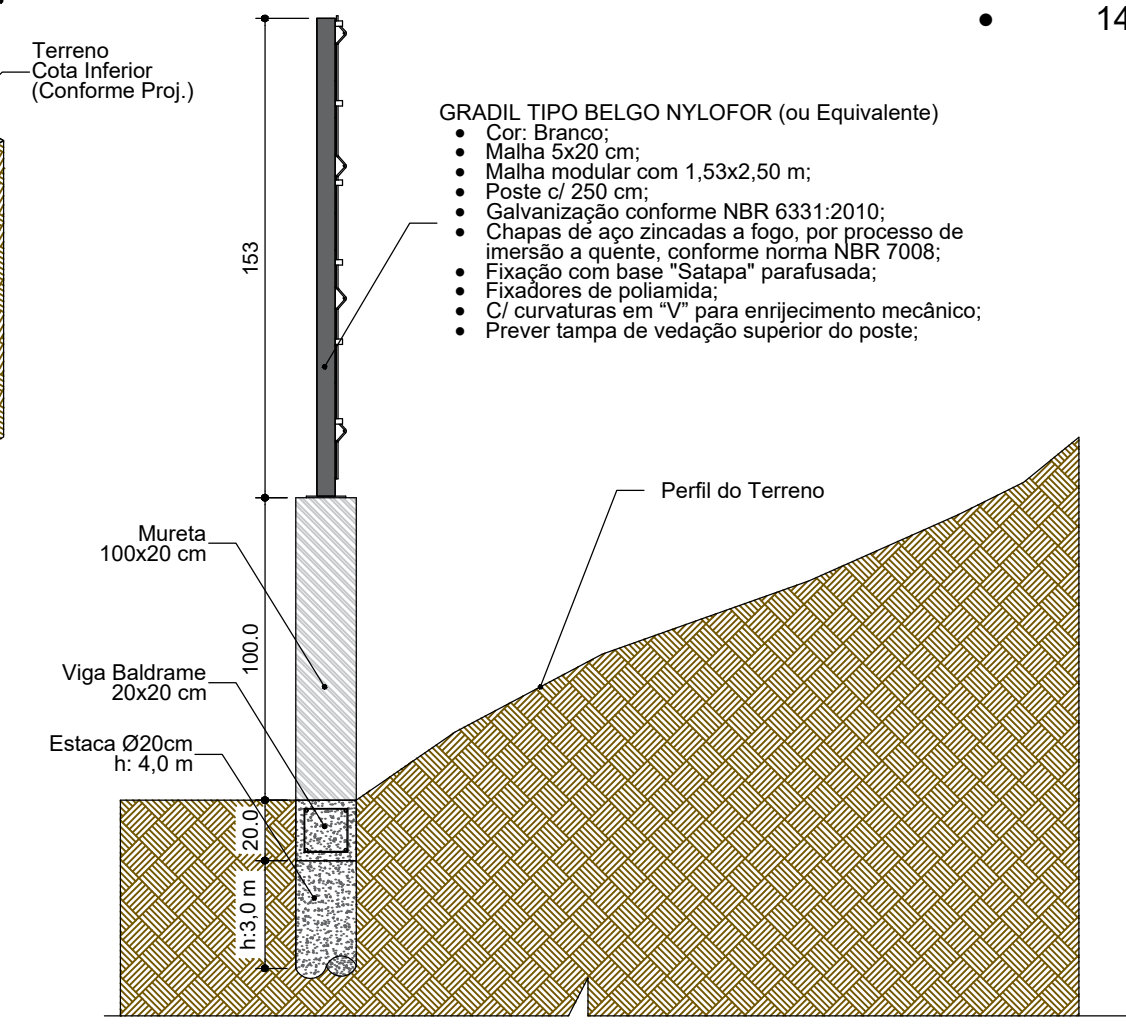 • 14
Terreno
Cota Inferior
(Conforme Proj.)
GRADIL TIPO BELGO NYLOFOR (ou Equivalente)
• Cor: Branco;
• Malha 5x20 cm;
• Malha modular com 1,53x2,50 m;
• Poste c/ 250 cm;
• Galvanização conforme NBR 6331:2010;
• Chapas de aço zincadas a fogo, por processo de
imersão a quente, conforme norma NBR 7008;
• Fixação com base "Satapa" parafusada;
• Fixadores de poliamida;
• C/ curvaturas em “V” para enrijecimento mecânico;
• Prever tampa de vedação superior do poste;
153
Perfil do Terreno
Mureta
100x20 cm
100.0
Viga Baldrame
20x20 cm
Estaca Ø20cm
h: 4,0 m
20.0
h:3,0 m